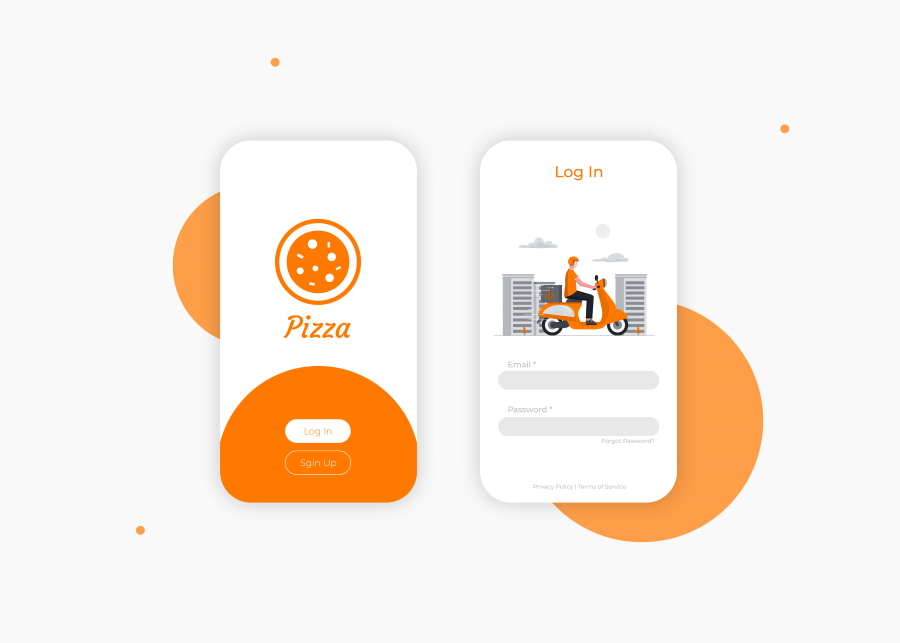 Pizza
Log In
Sgin Up
Log In
Email *
Password *
Forgot Password?
Privacy Policy | Terms of Service